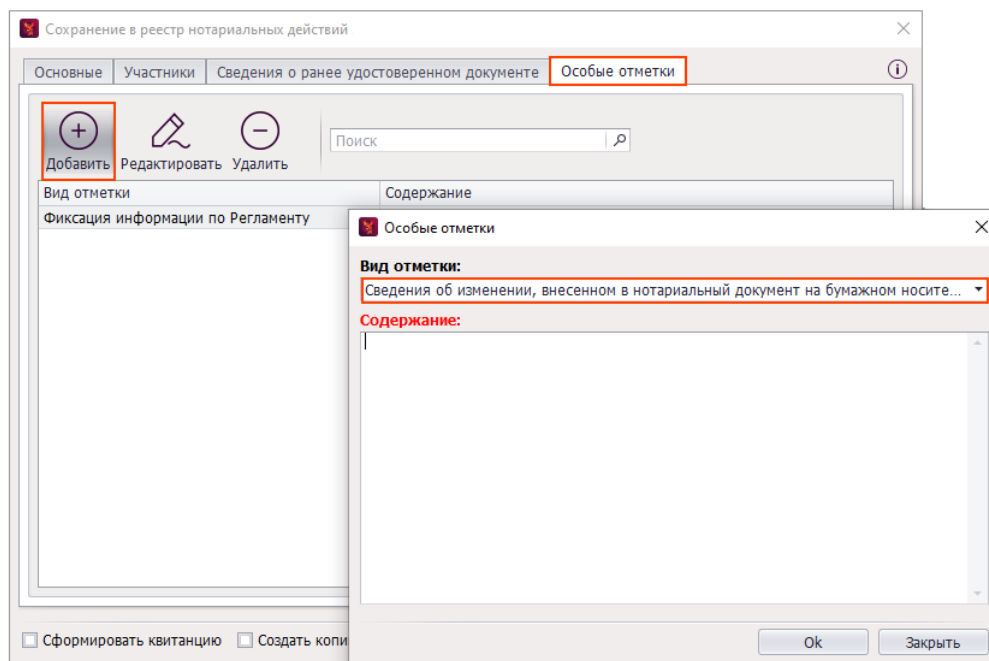 Сохранение в реестр нотариальных действий
Основные Участники Сведения о ранее удостоверенном документе Особые отметки
Добавить Редактировать Удалить Поиск
Вид отметки Содержание
Фиксация информации по Регламенту
Особые отметки
Вид отметки:
Сведения об изменении, внесенном в нотариальный документ на бумажном носите...
Содержание:
Сформировать квитанцию Создать копи
Ok Закрыть